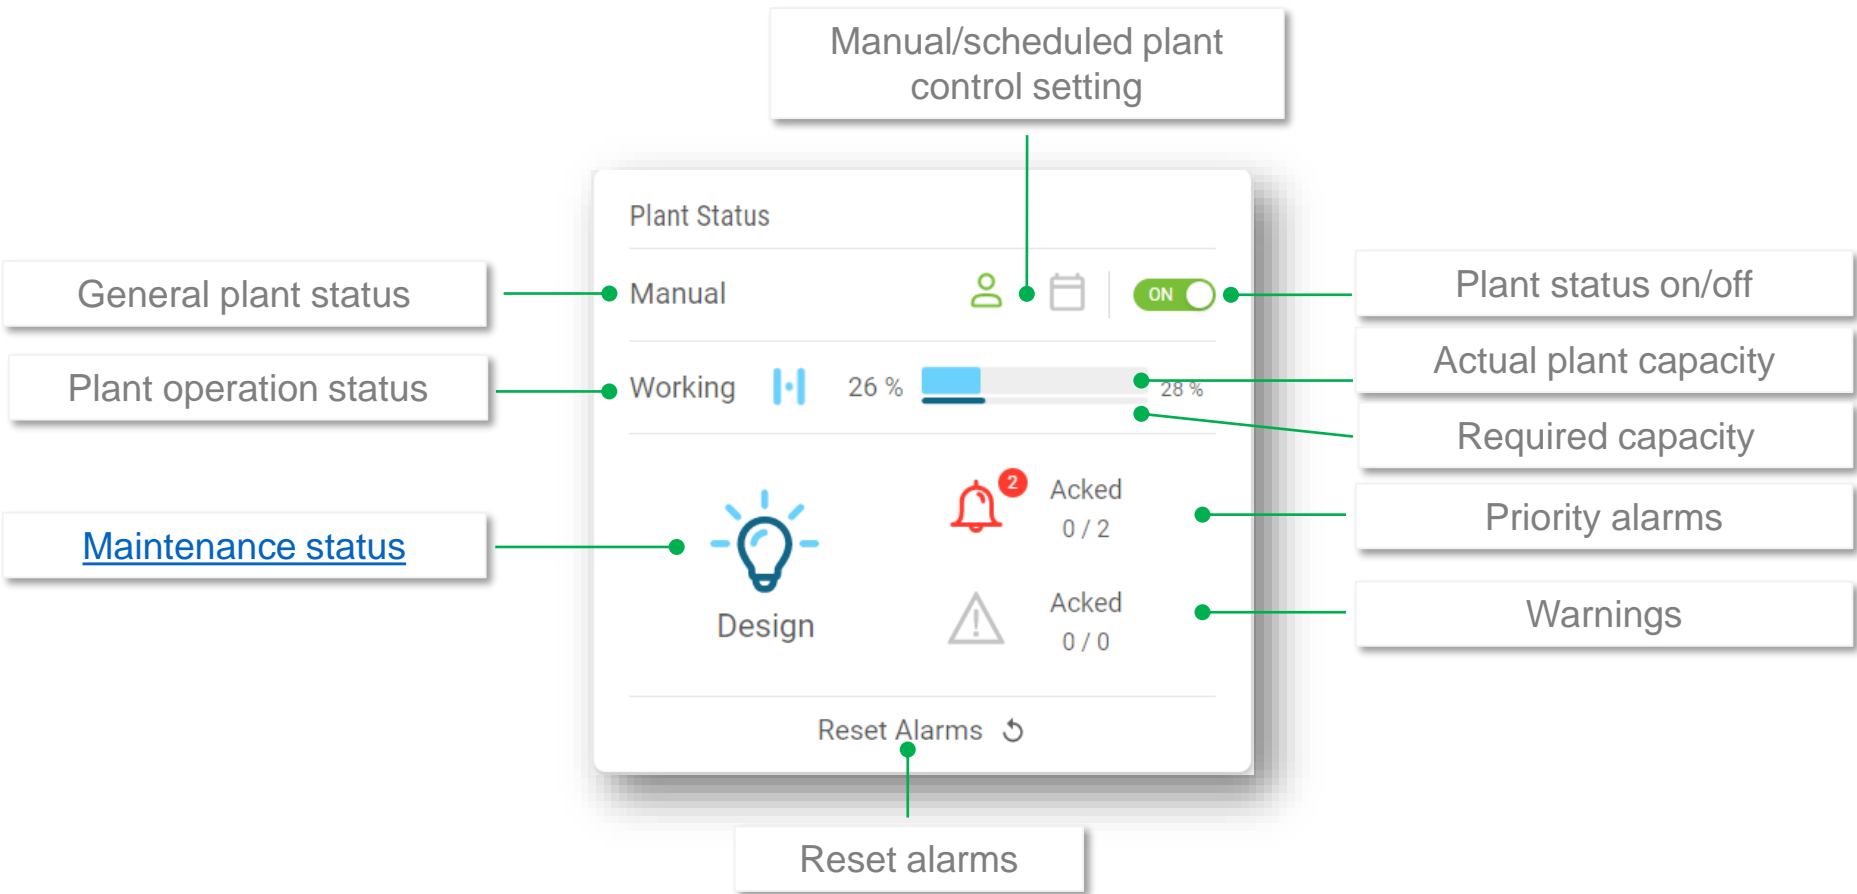 Manual/scheduled plant
control setting
Plant Status
General plant status
Manual
ON
Plant status on/off
Plant operation status
Working
26 %
28 %
Actual plant capacity
Required capacity
Maintenance status
Design
2
Acked
0 / 2
Priority alarms
Acked
0 / 0
Warnings
Reset Alarms
Reset alarms